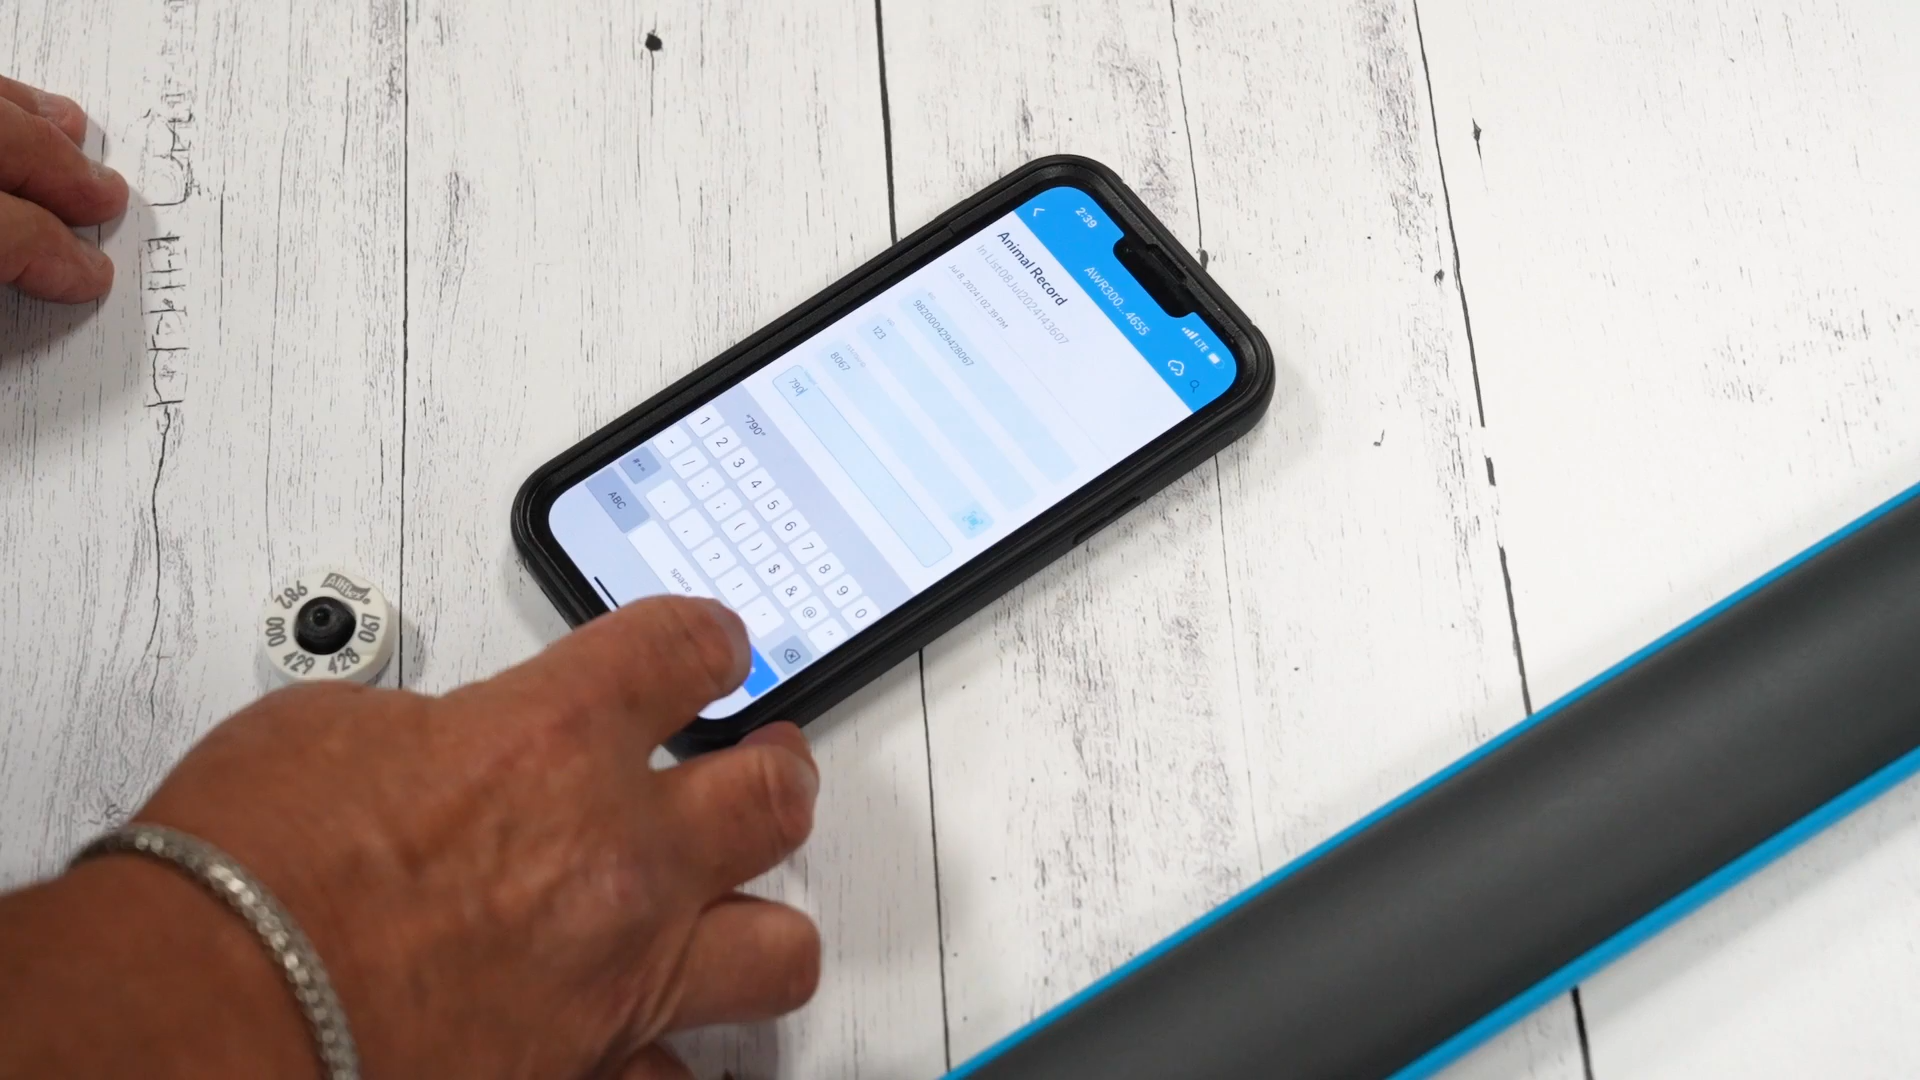 2:39
LTE
AWR300...4655
Animal Record
In List08Jul2024143607
Jul 8, 2024 | 02:39 PM
982000429428067
123
8067
790
"790"
1 2 3 4 5 6 7 8 9 0
- / : ; ( ) $ & @ "
#+=
. , ? ! '
ABC
space
Allflex
982
000
429
428
067